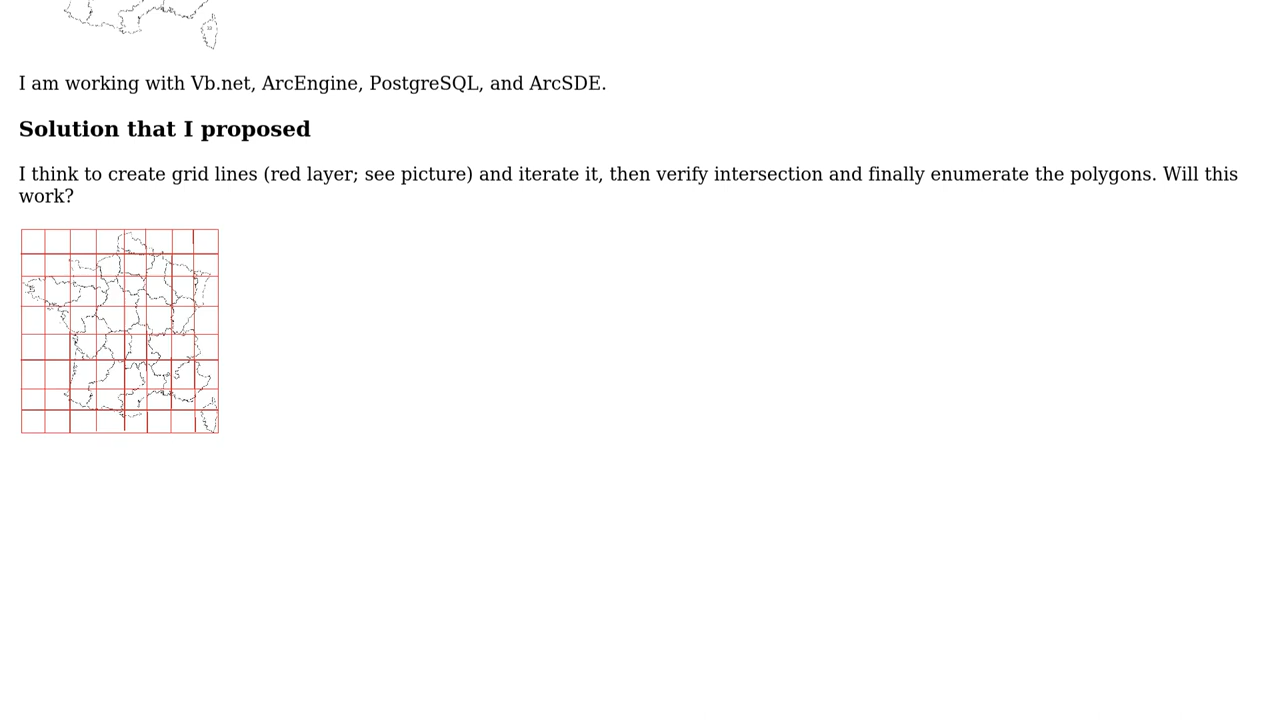 I am working with Vb.net, ArcEngine, PostgreSQL, and ArcSDE.
Solution that I proposed
I think to create grid lines (red layer; see picture) and iterate it, then verify intersection and finally enumerate the polygons. Will this
work?